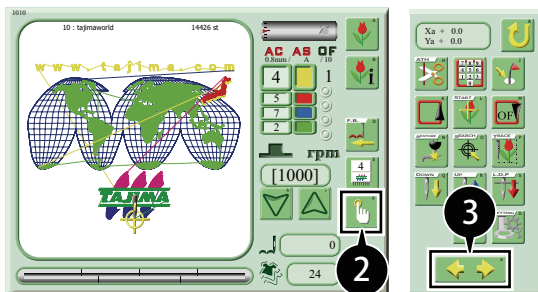 1010
10 : tajimaworld 14426 st
www.tajima.com
TAJIMA
AC AS OF
0.8mm / A / 10
4 1
5
7
2
rpm
[1000]
0
24
i
F.B.
4
2
Xa + 0.0
Ya + 0.0
ATH
START
OFF
SEARCH
TRACE
DOWN
UP
L.D.P
3